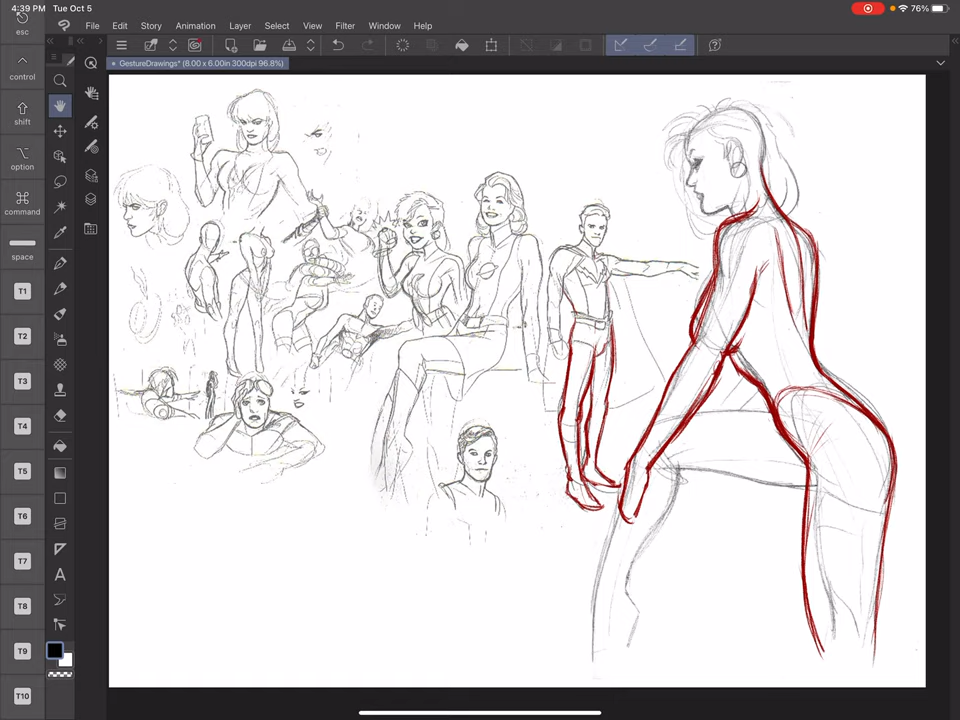 4:39 PM Tue Oct 5
76%
esc
File Edit Story Animation Layer Select View Filter Window Help
GestureDrawings* (8.00 x 6.00in 300dpi 96.8%)
control
shift
option
command
space
T1
T2
T3
T4
T5
T6
T7
T8
T9
T10
A